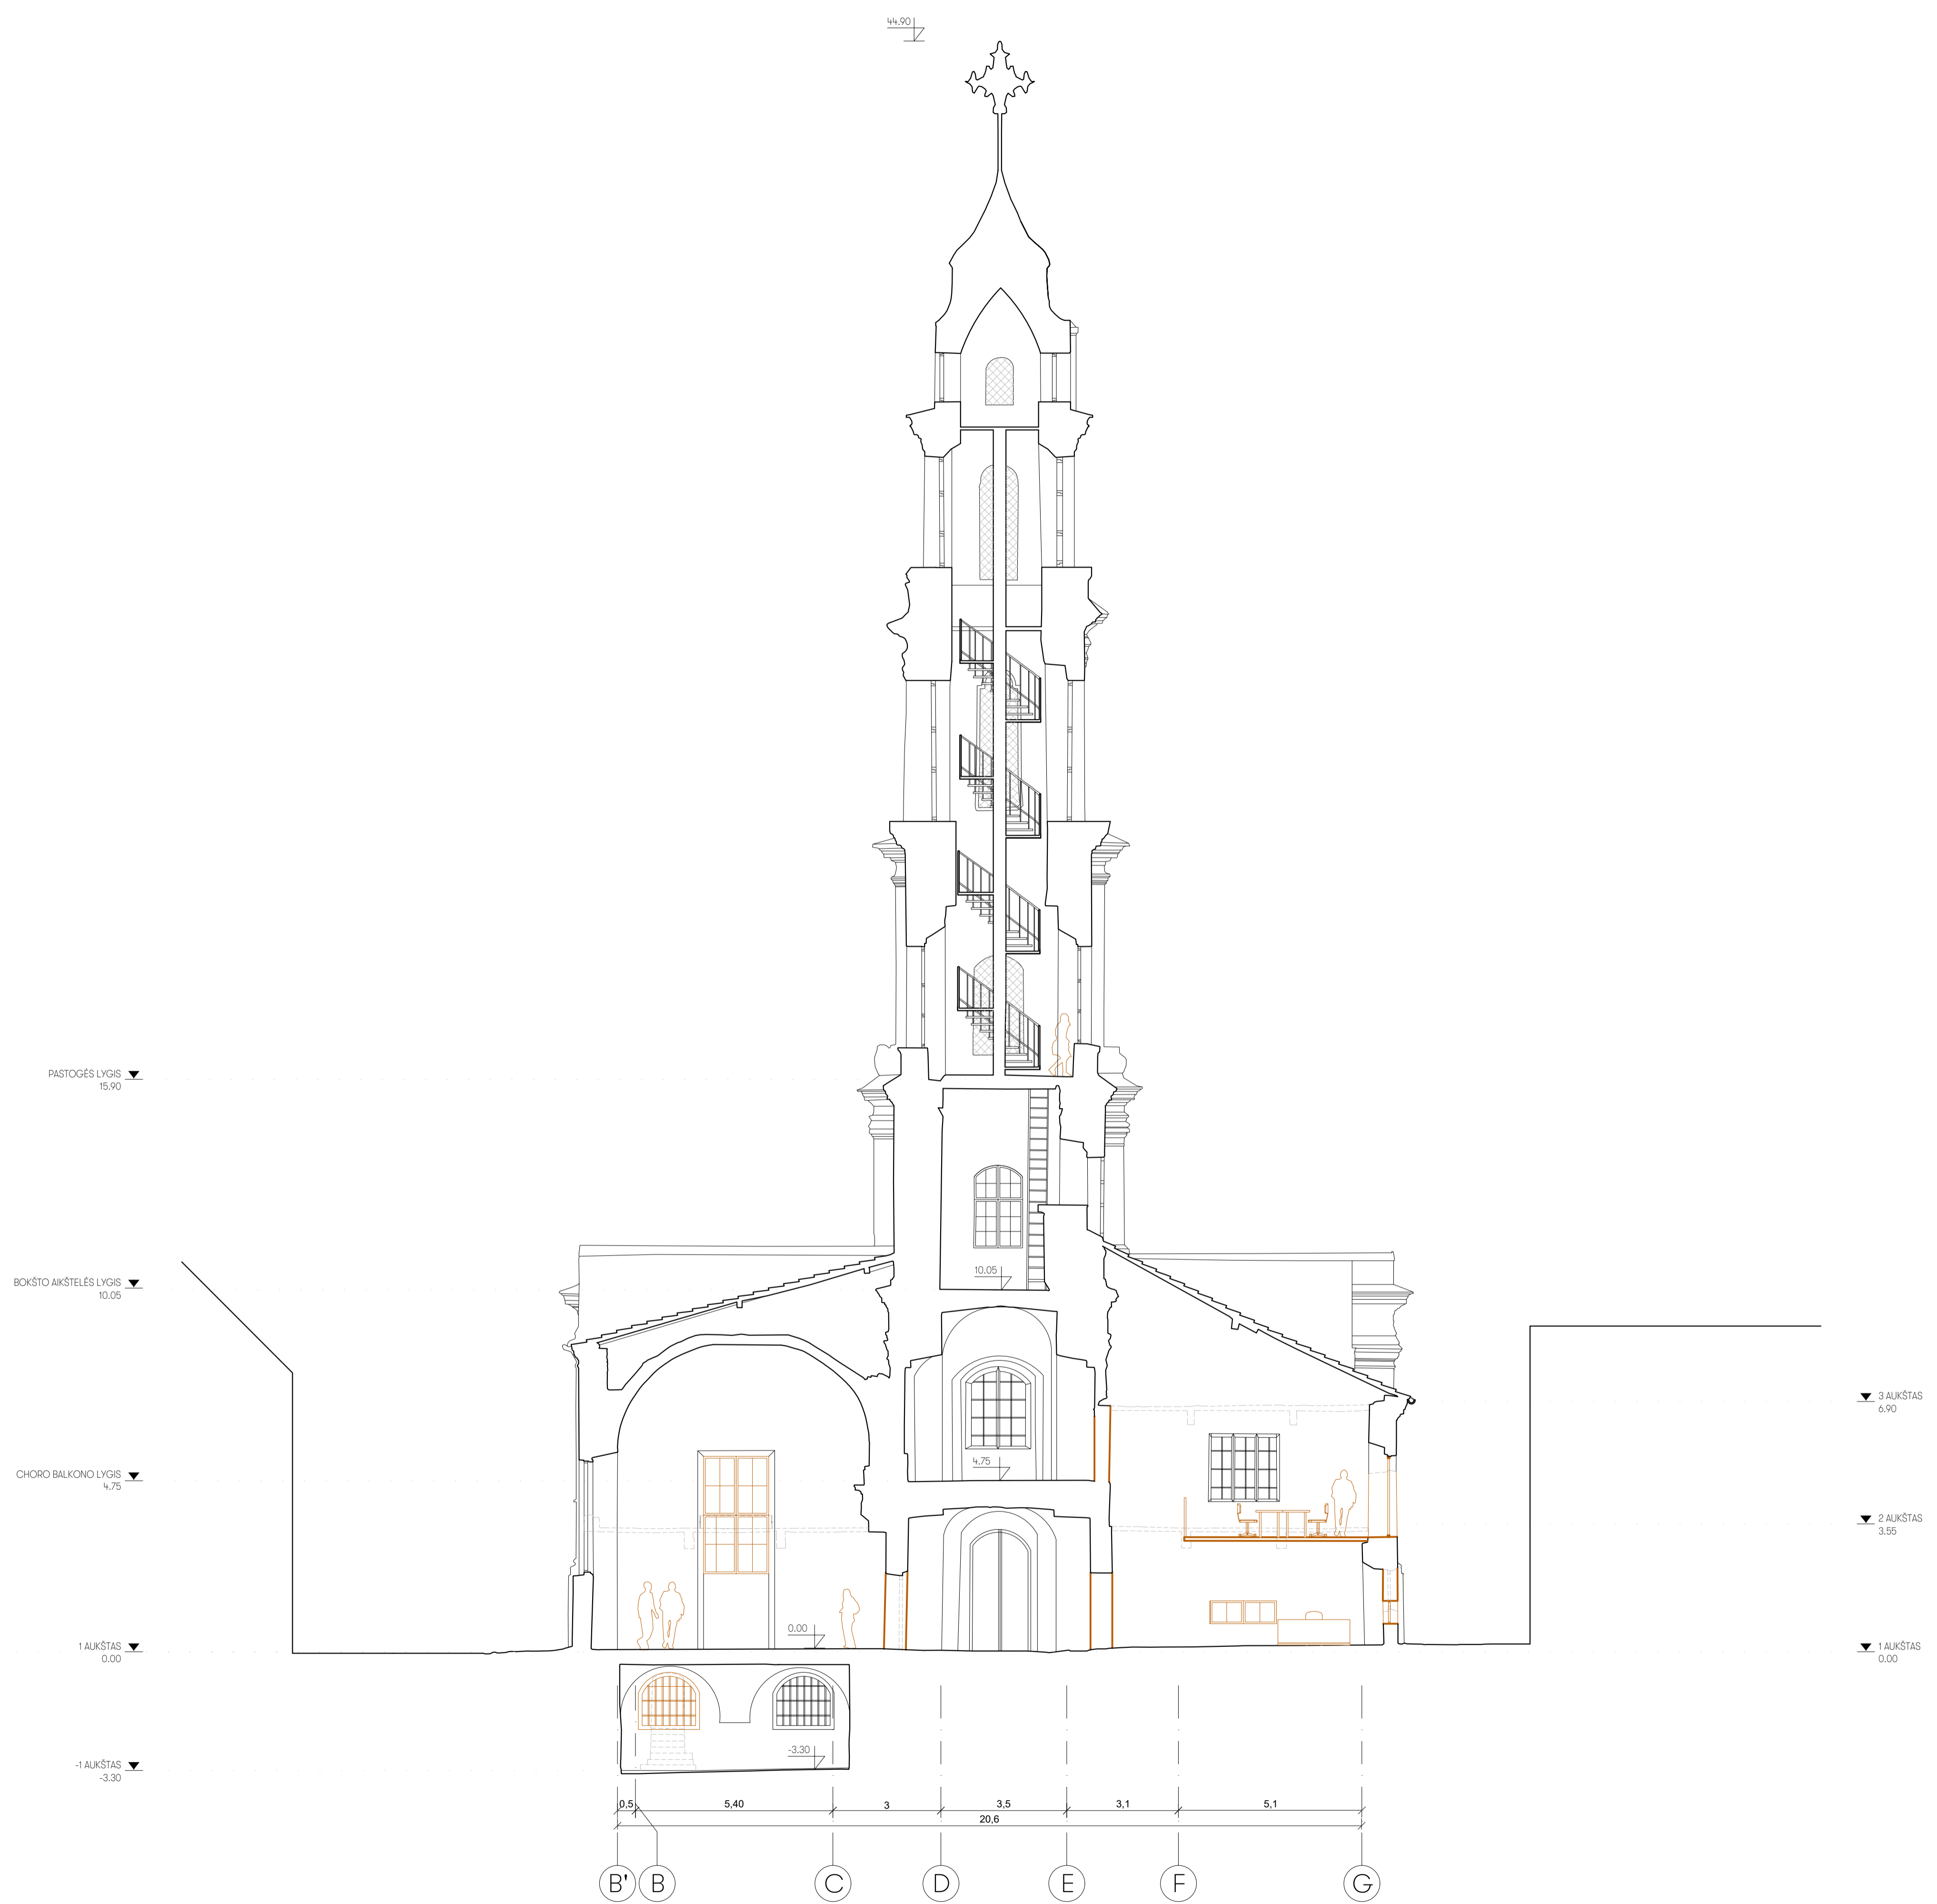 44.90
PASTOGĖS LYGIS
15.90
BOKŠTO AIKŠTELĖS LYGIS
10.05
10.05
3 AUKŠTAS
6.90
CHORO BALKONO LYGIS
4.75
4.75
2 AUKŠTAS
3.55
0.00
1 AUKŠTAS
0.00
1 AUKŠTAS
0.00
-3.30
-1 AUKŠTAS
-3.30
0,5 5,40 3 3,5 3,1 5,1
20,6
B' B C D E F G